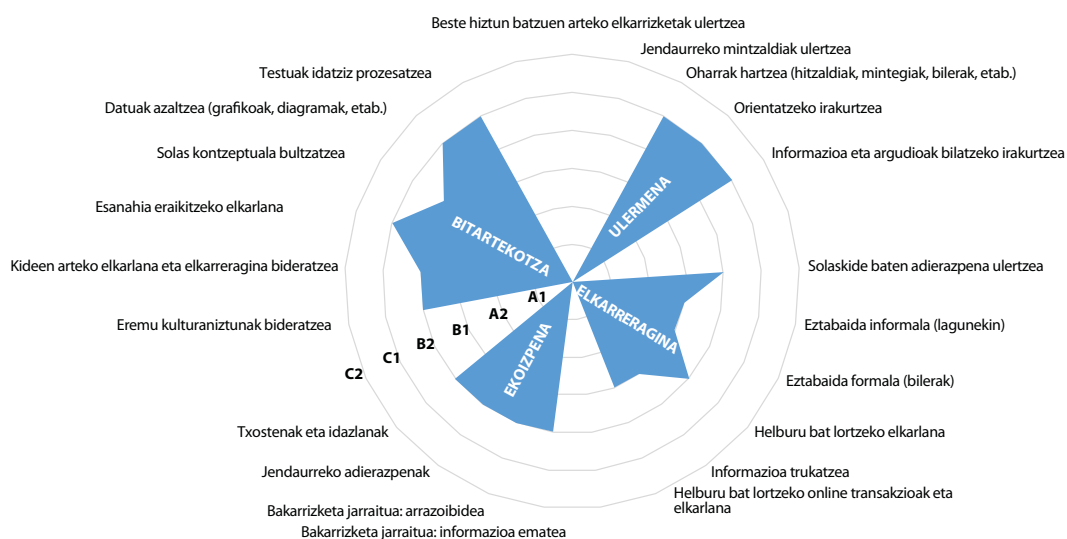 Beste hiztun batzuen arteko elkarrizketak ulertzea
Jendaurreko mintzaldiak ulertzea
Oharrak hartzea (hitzaldiak, mintegiak, bilerak, etab.)
Orientatzeko irakurtzea
Informazioa eta argudioak bilatzeko irakurtzea
Solaskide baten adierazpena ulertzea
Eztabaida informala (lagunekin)
Eztabaida formala (bilerak)
Helburu bat lortzeko elkarlana
Informazioa trukatzea
Helburu bat lortzeko online transakzioak eta
elkarlana
Bakarrizketa jarraitua: informazioa ematea
Bakarrizketa jarraitua: arrazoibidea
Jendaurreko adierazpenak
Txostenak eta idazlanak
Eremu kulturaniztunak bideratzea
Kideen arteko elkarlana eta elkarreragina bideratzea
Esanahia eraikitzeko elkarlana
Solas kontzeptuala bultzatzea
Datuak azaltzea (grafikoak, diagramak, etab.)
Testuak idatziz prozesatzea
ULERMENA
ELKARRERAGINA
EKOIZPENA
BITARTEKOTZA
A1
A2
B1
B2
C1
C2